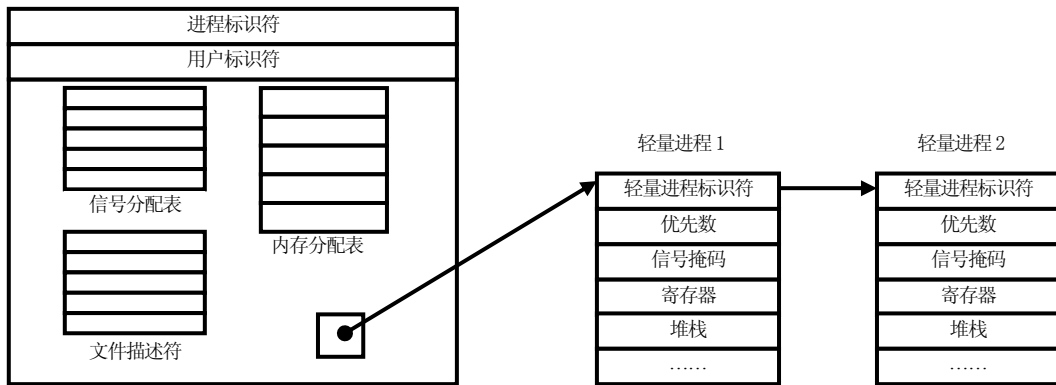 进程标识符
用户标识符
信号分配表
内存分配表
文件描述符
轻量进程1
轻量进程标识符
优先数
信号掩码
寄存器
堆栈
……
轻量进程2
轻量进程标识符
优先数
信号掩码
寄存器
堆栈
……